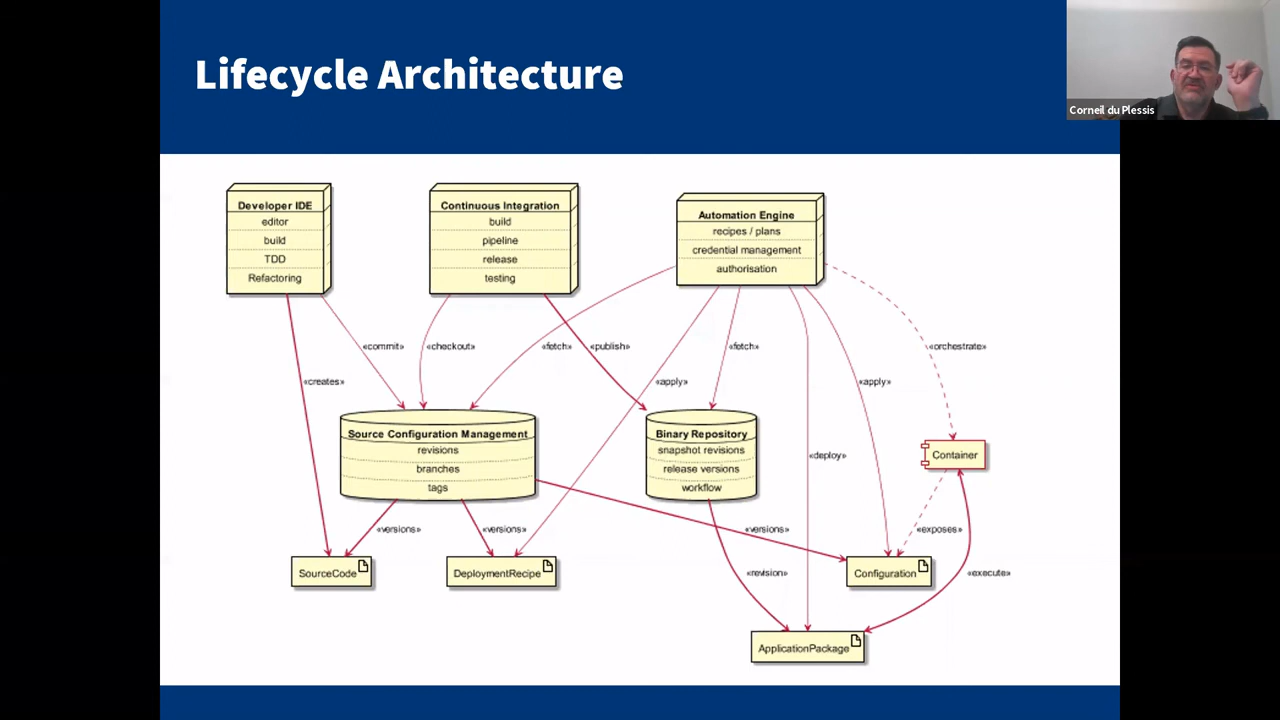 Lifecycle Architecture
Corneil du Plessis
Developer IDE
editor
build
TDD
Refactoring
Continuous Integration
build
pipeline
release
testing
Automation Engine
recipes / plans
credential management
authorisation
«commit»
«checkout»
«fetch»
«publish»
«fetch»
«orchestrate»
«creates»
«apply»
«apply»
Source Configuration Management
revisions
branches
tags
Binary Repository
snapshot revisions
release versions
workflow
«deploy»
Container
«versions»
«versions»
«versions»
«exposes»
SourceCode
DeploymentRecipe
«revision»
Configuration
«execute»
ApplicationPackage